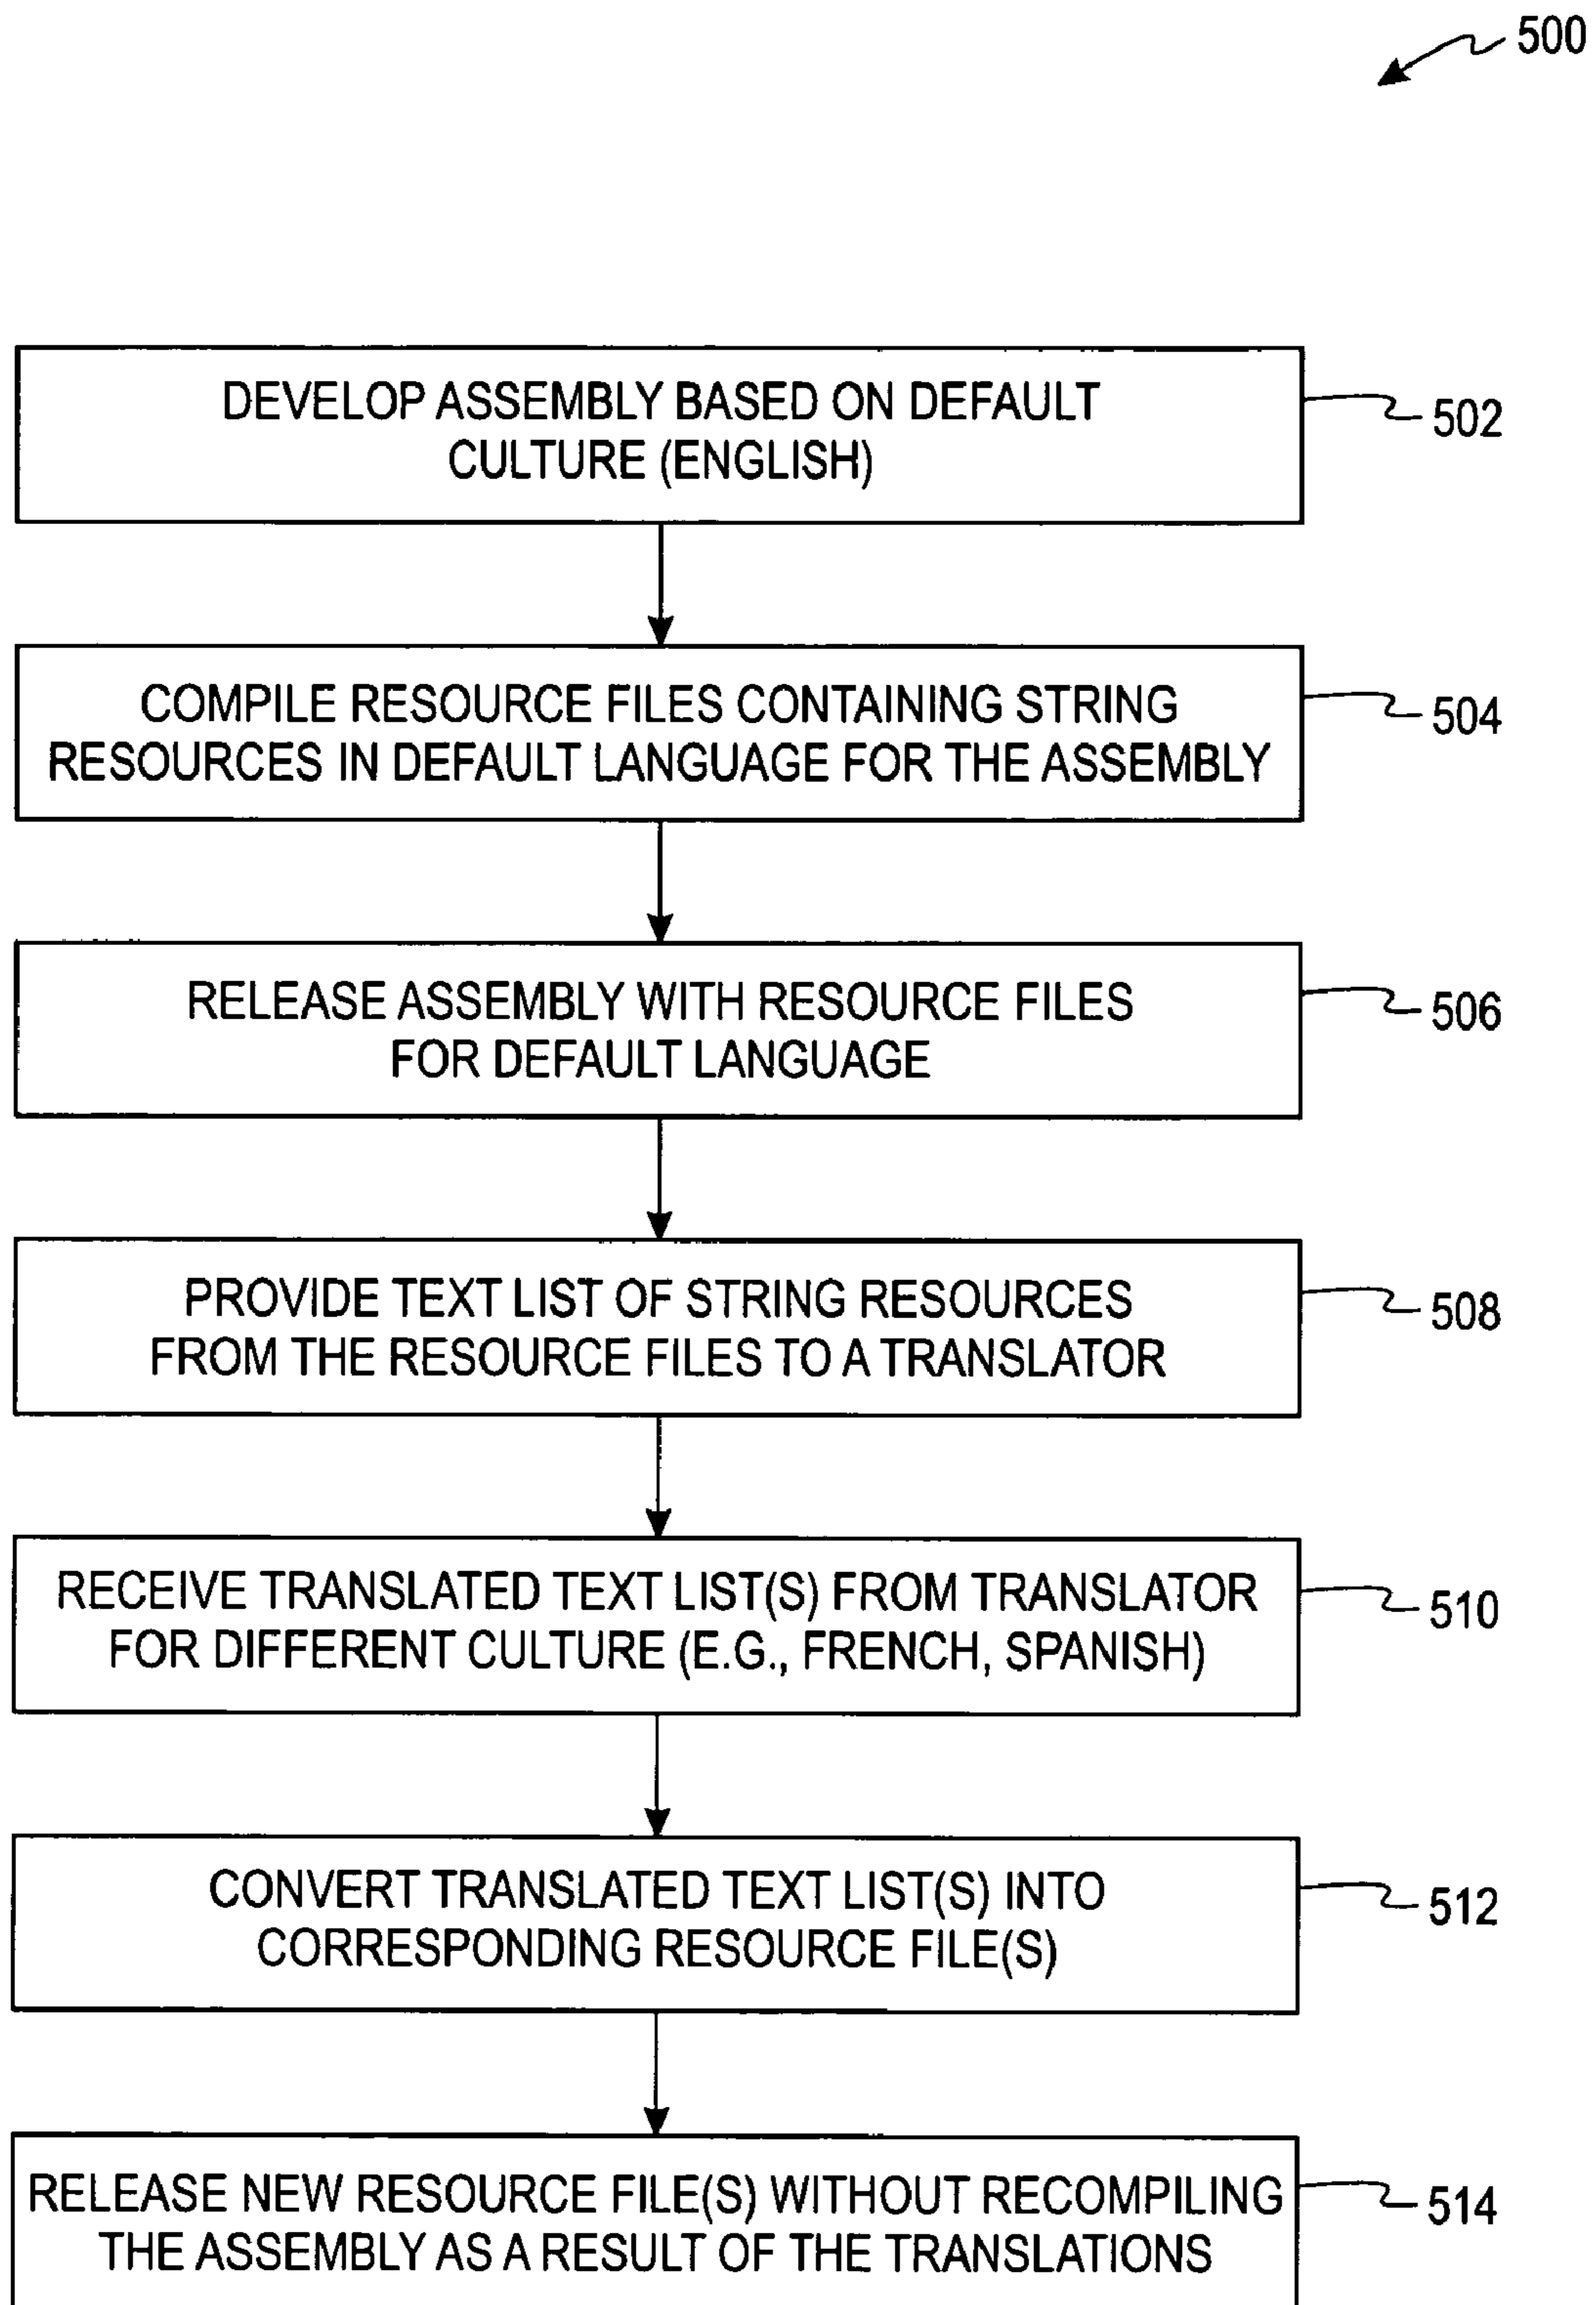 500
DEVELOP ASSEMBLY BASED ON DEFAULT
CULTURE (ENGLISH)
502
COMPILE RESOURCE FILES CONTAINING STRING
RESOURCES IN DEFAULT LANGUAGE FOR THE ASSEMBLY
504
RELEASE ASSEMBLY WITH RESOURCE FILES
FOR DEFAULT LANGUAGE
506
PROVIDE TEXT LIST OF STRING RESOURCES
FROM THE RESOURCE FILES TO A TRANSLATOR
508
RECEIVE TRANSLATED TEXT LIST(S) FROM TRANSLATOR
FOR DIFFERENT CULTURE (E.G., FRENCH, SPANISH)
510
CONVERT TRANSLATED TEXT LIST(S) INTO
CORRESPONDING RESOURCE FILE(S)
512
RELEASE NEW RESOURCE FILE(S) WITHOUT RECOMPILING
THE ASSEMBLY AS A RESULT OF THE TRANSLATIONS
514